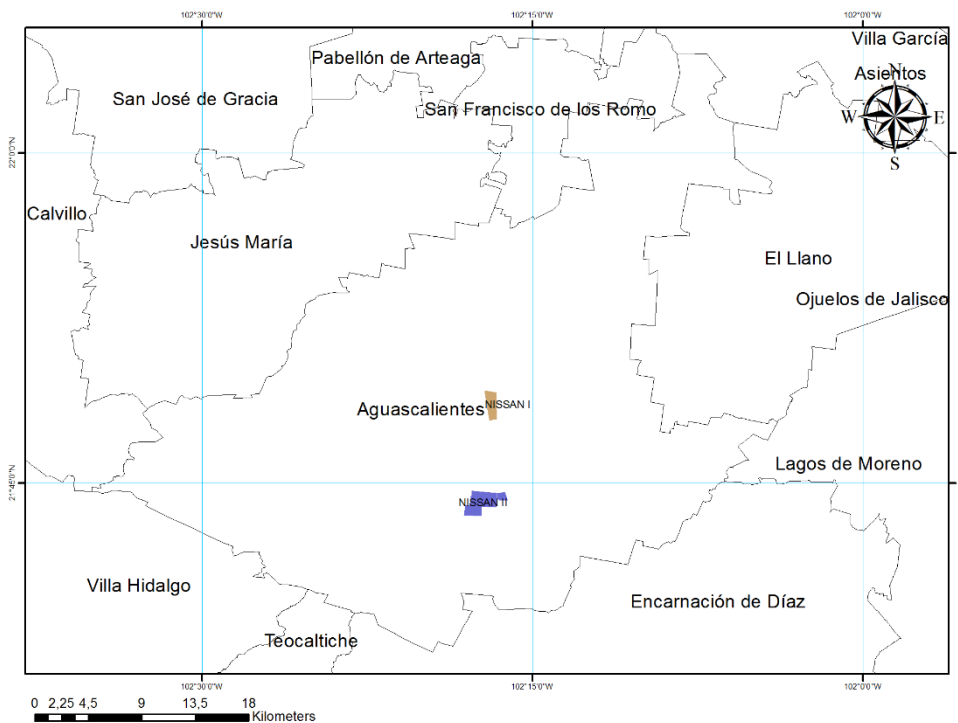 102°30'0"W
102°15'0"W
102°0'0"W
Villa García
Pabellón de Arteaga
Asientos
N
San José de Gracia
San Francisco de los Romo
W
E
S
22°0'0"N
Calvillo
Jesús María
El Llano
Ojuelos de Jalisco
NISSAN I
Aguascalientes
Lagos de Moreno
21°45'0"N
NISSAN II
Villa Hidalgo
Encarnación de Díaz
Teocaltiche
102°30'0"W
102°15'0"W
102°0'0"W
0 2,25 4,5 9 13,5 18
Kilometers